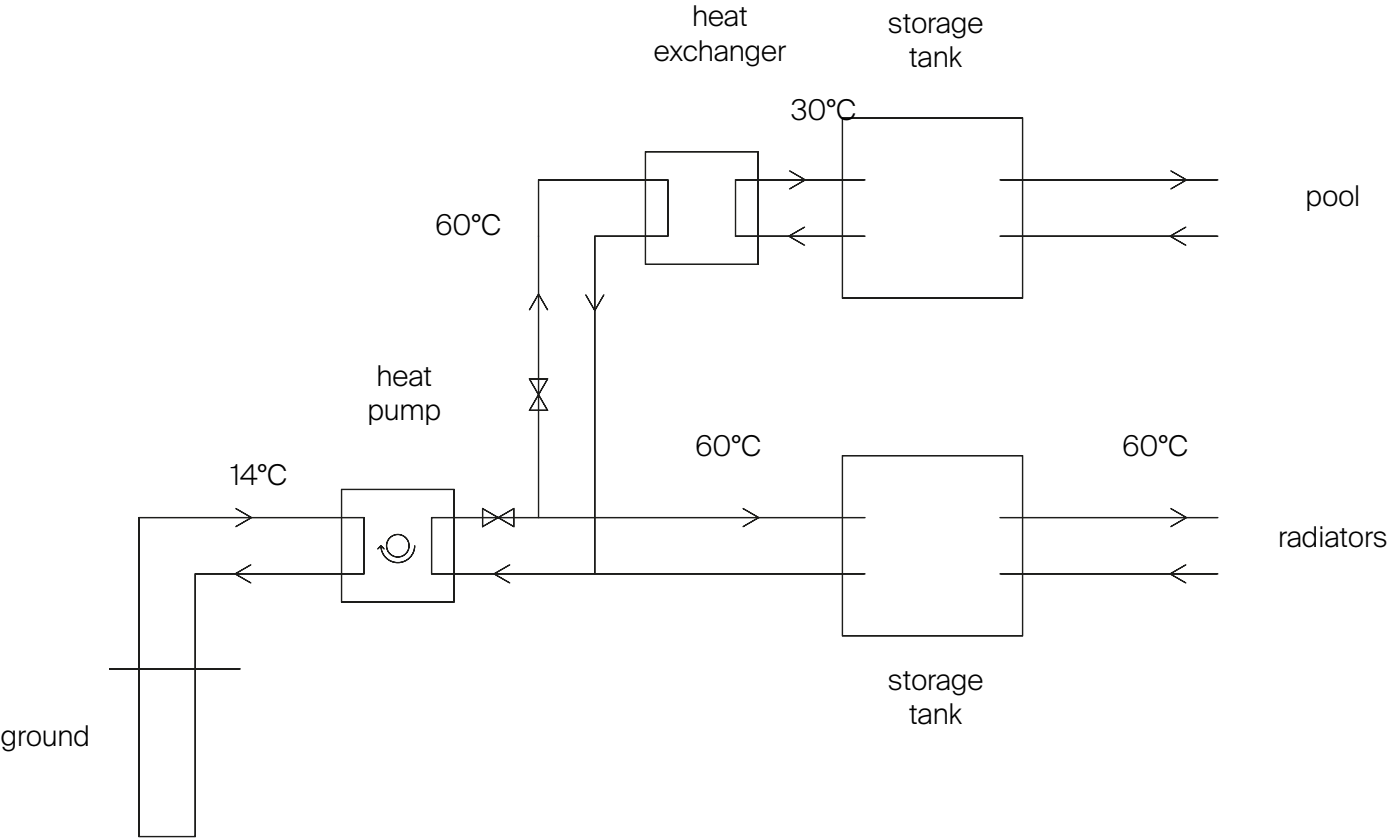 heat
exchanger
storage
tank
30°C
pool
60°C
heat
pump
14°C
60°C
60°C
radiators
storage
tank
ground